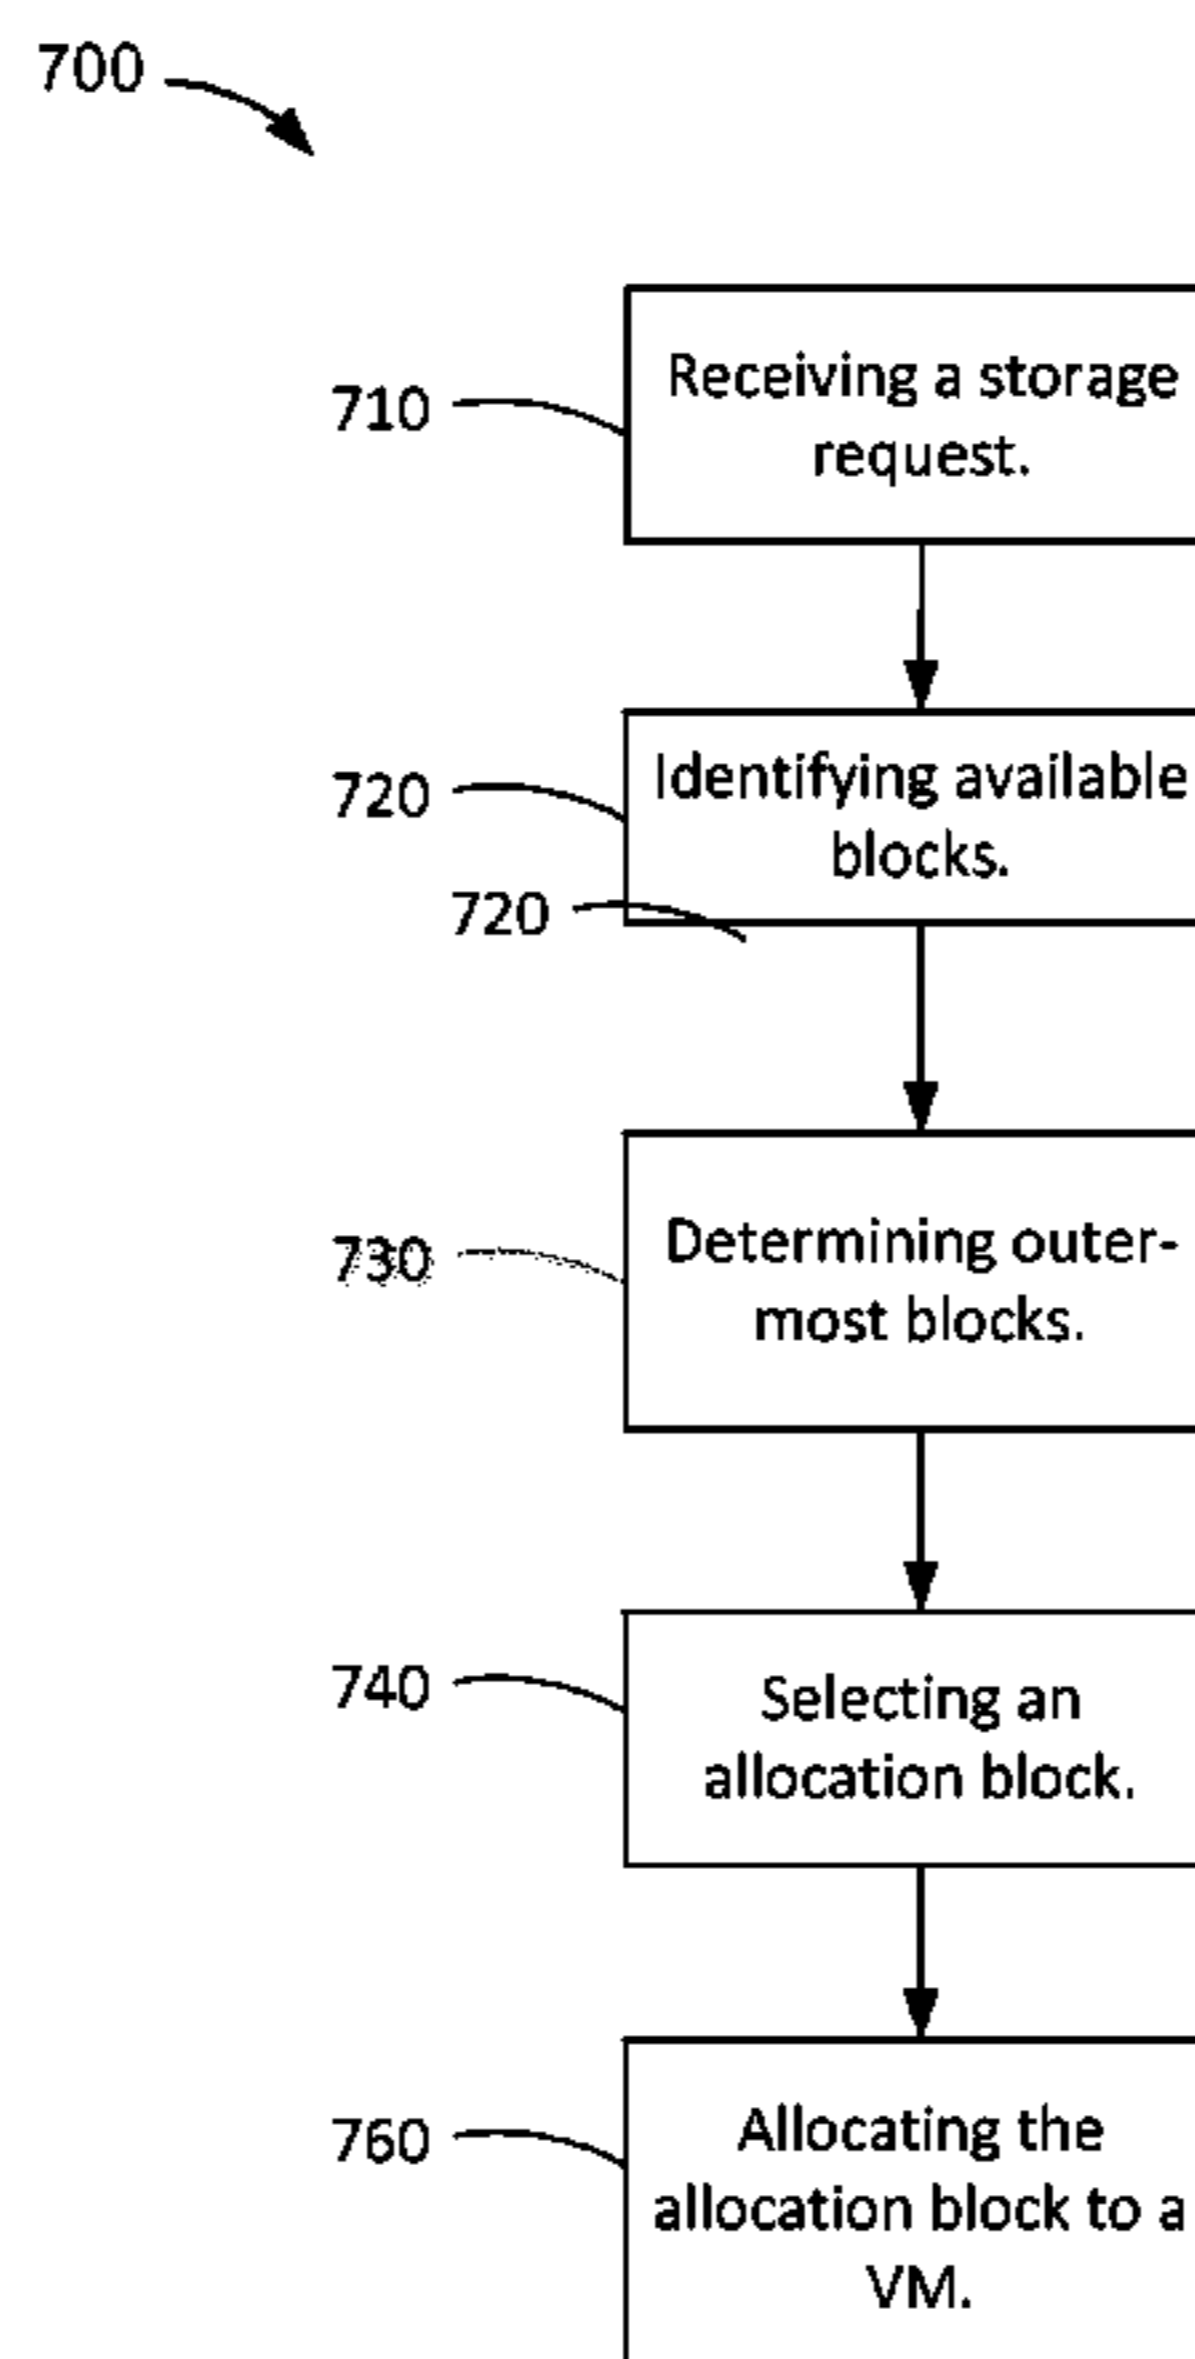 700
710
Receiving a storage
request.
720
Identifying available
blocks.
720
730
Determining outer-
most blocks.
740
Selecting an
allocation block.
760
Allocating the
allocation block to a
VM.